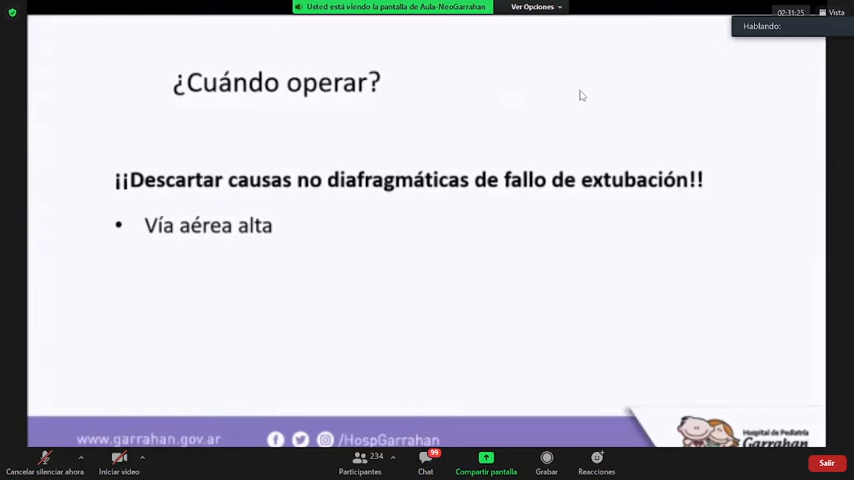 Usted está viendo la pantalla de Aula-NeoGarrahan
Ver Opciones
02:31:25
Vista
Hablando:
¿Cuándo operar?
¡¡Descartar causas no diafragmáticas de fallo de extubación!!
• Vía aérea alta
www.garrahan.gov.ar
/HospGarrahan
Hospital de Pediatría
Garrahan
234
99
Cancelar silenciar ahora
Iniciar video
Participantes
Chat
Compartir pantalla
Grabar
Reacciones
Salir